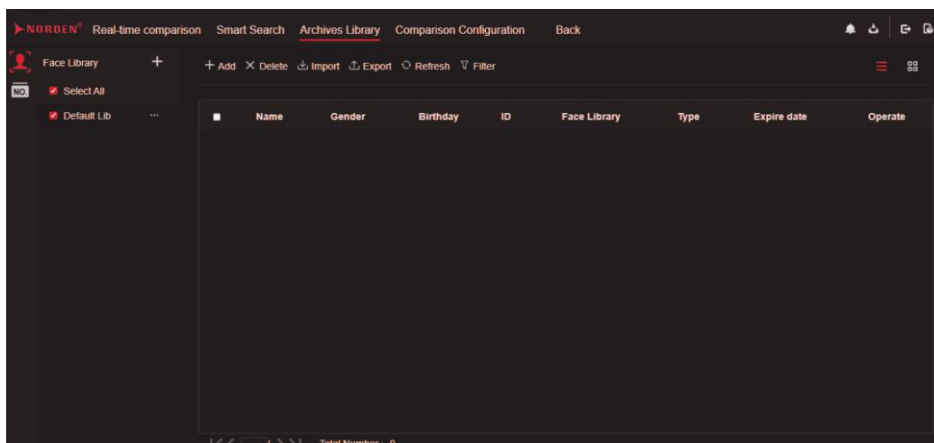 NORDEN® Real-time comparison Smart Search Archives Library Comparison Configuration Back
Face Library +
+ Add × Delete Import Export Refresh Filter
NO.
Select All
Default Lib ...
Name Gender Birthday ID Face Library Type Expire date Operate
/ Total Number: 0